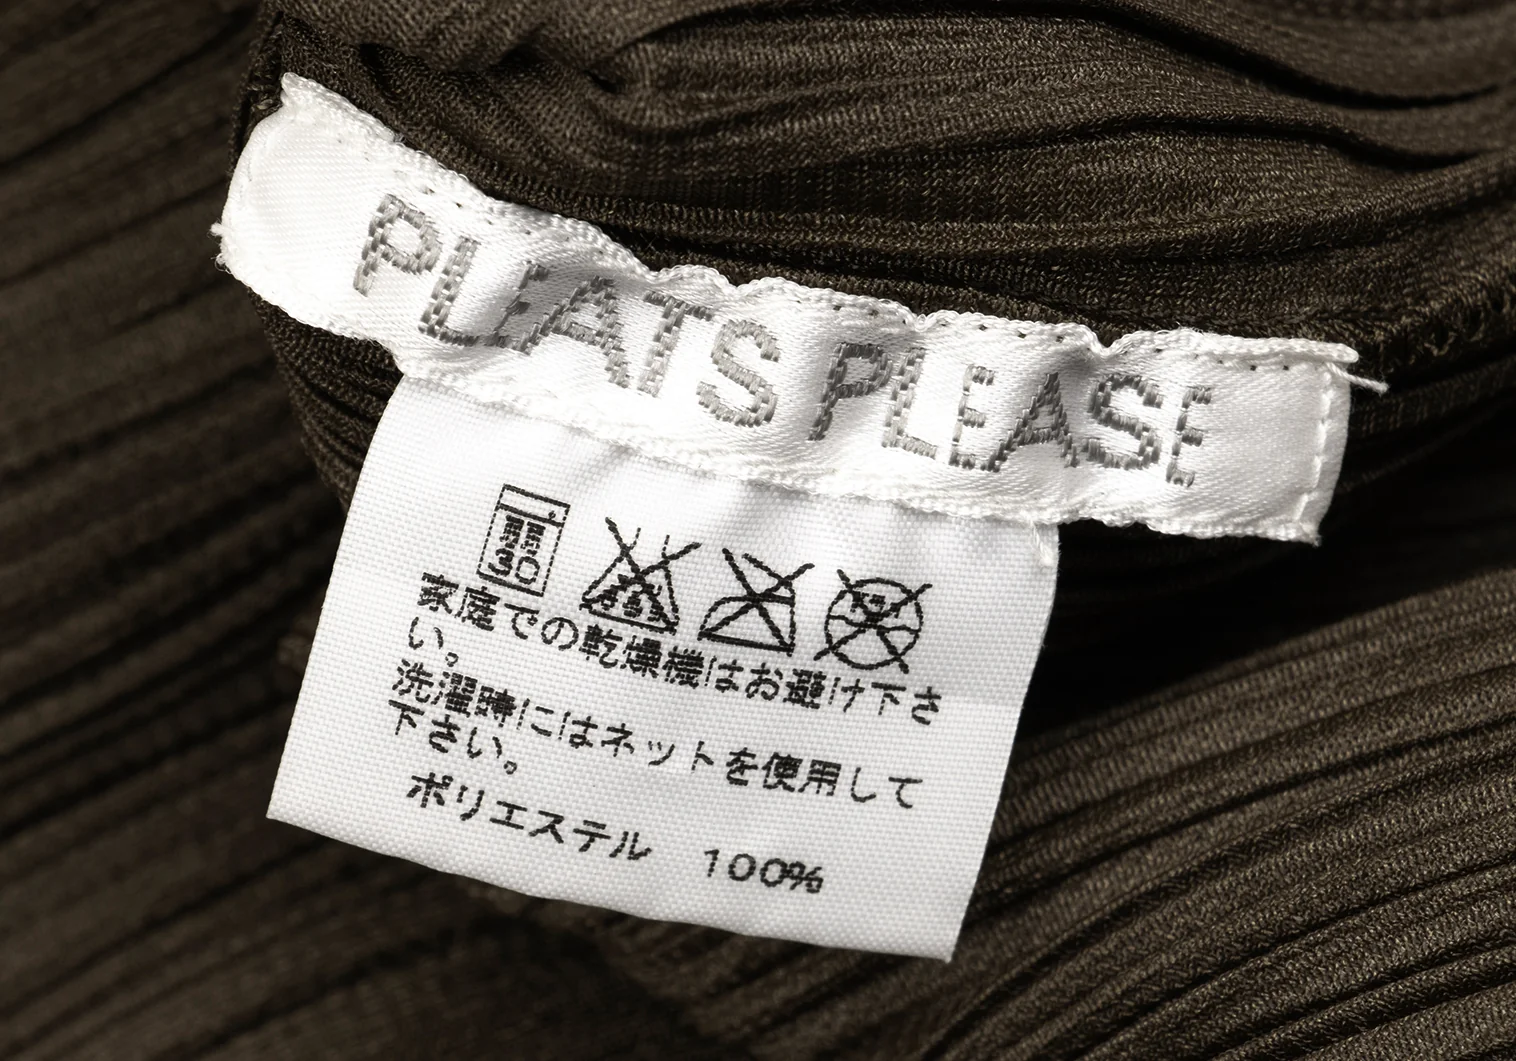 PLEATS PLEASE
家庭での乾燥機はお避け下さ
い。
洗濯時にはネットを使用して
下さい。
ポリエステル 100%